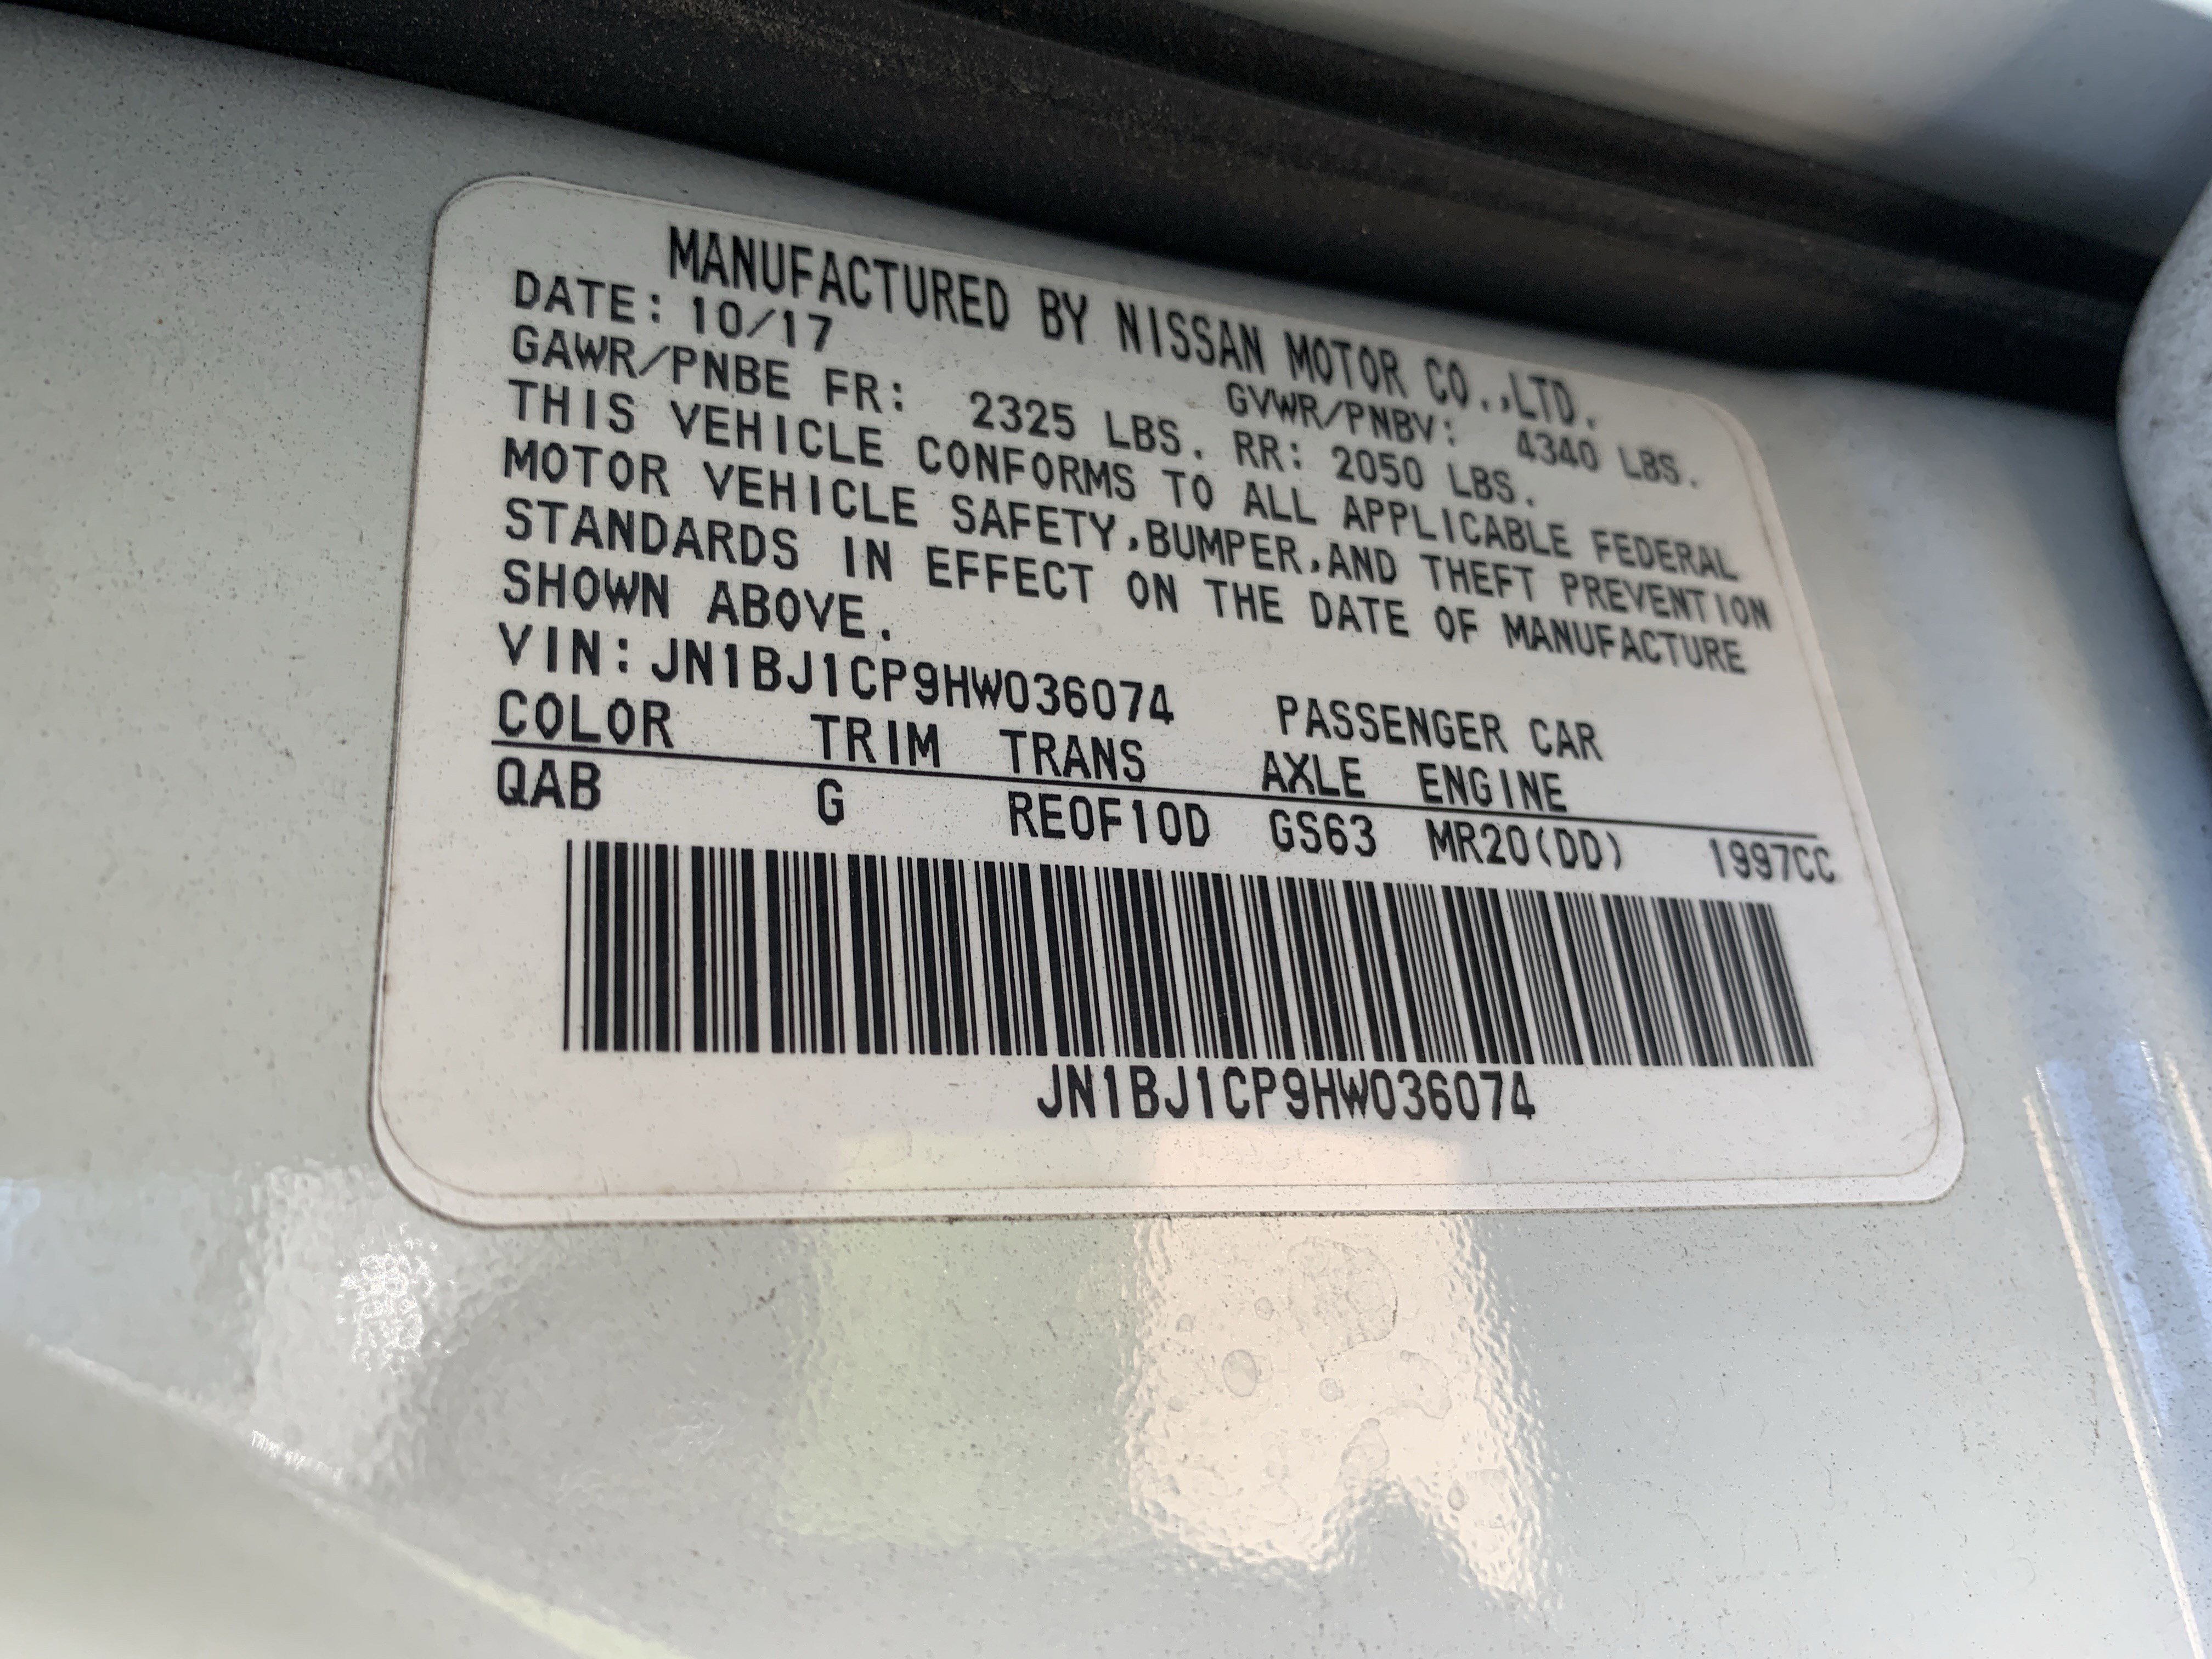 MANUFACTURED BY NISSAN MOTOR CO.,LTD.
DATE: 10/17 GVWR/PNBV: 4340 LBS.
GAWR/PNBE FR: 2325 LBS. RR: 2050 LBS.
THIS VEHICLE CONFORMS TO ALL APPLICABLE FEDERAL
MOTOR VEHICLE SAFETY,BUMPER,AND THEFT PREVENTION
STANDARDS IN EFFECT ON THE DATE OF MANUFACTURE
SHOWN ABOVE.
VIN: JN1BJ1CP9HW036074 PASSENGER CAR
COLOR TRIM TRANS AXLE ENGINE
QAB G RE0F10D GS63 MR20(DD) 1997CC
JN1BJ1CP9HW036074